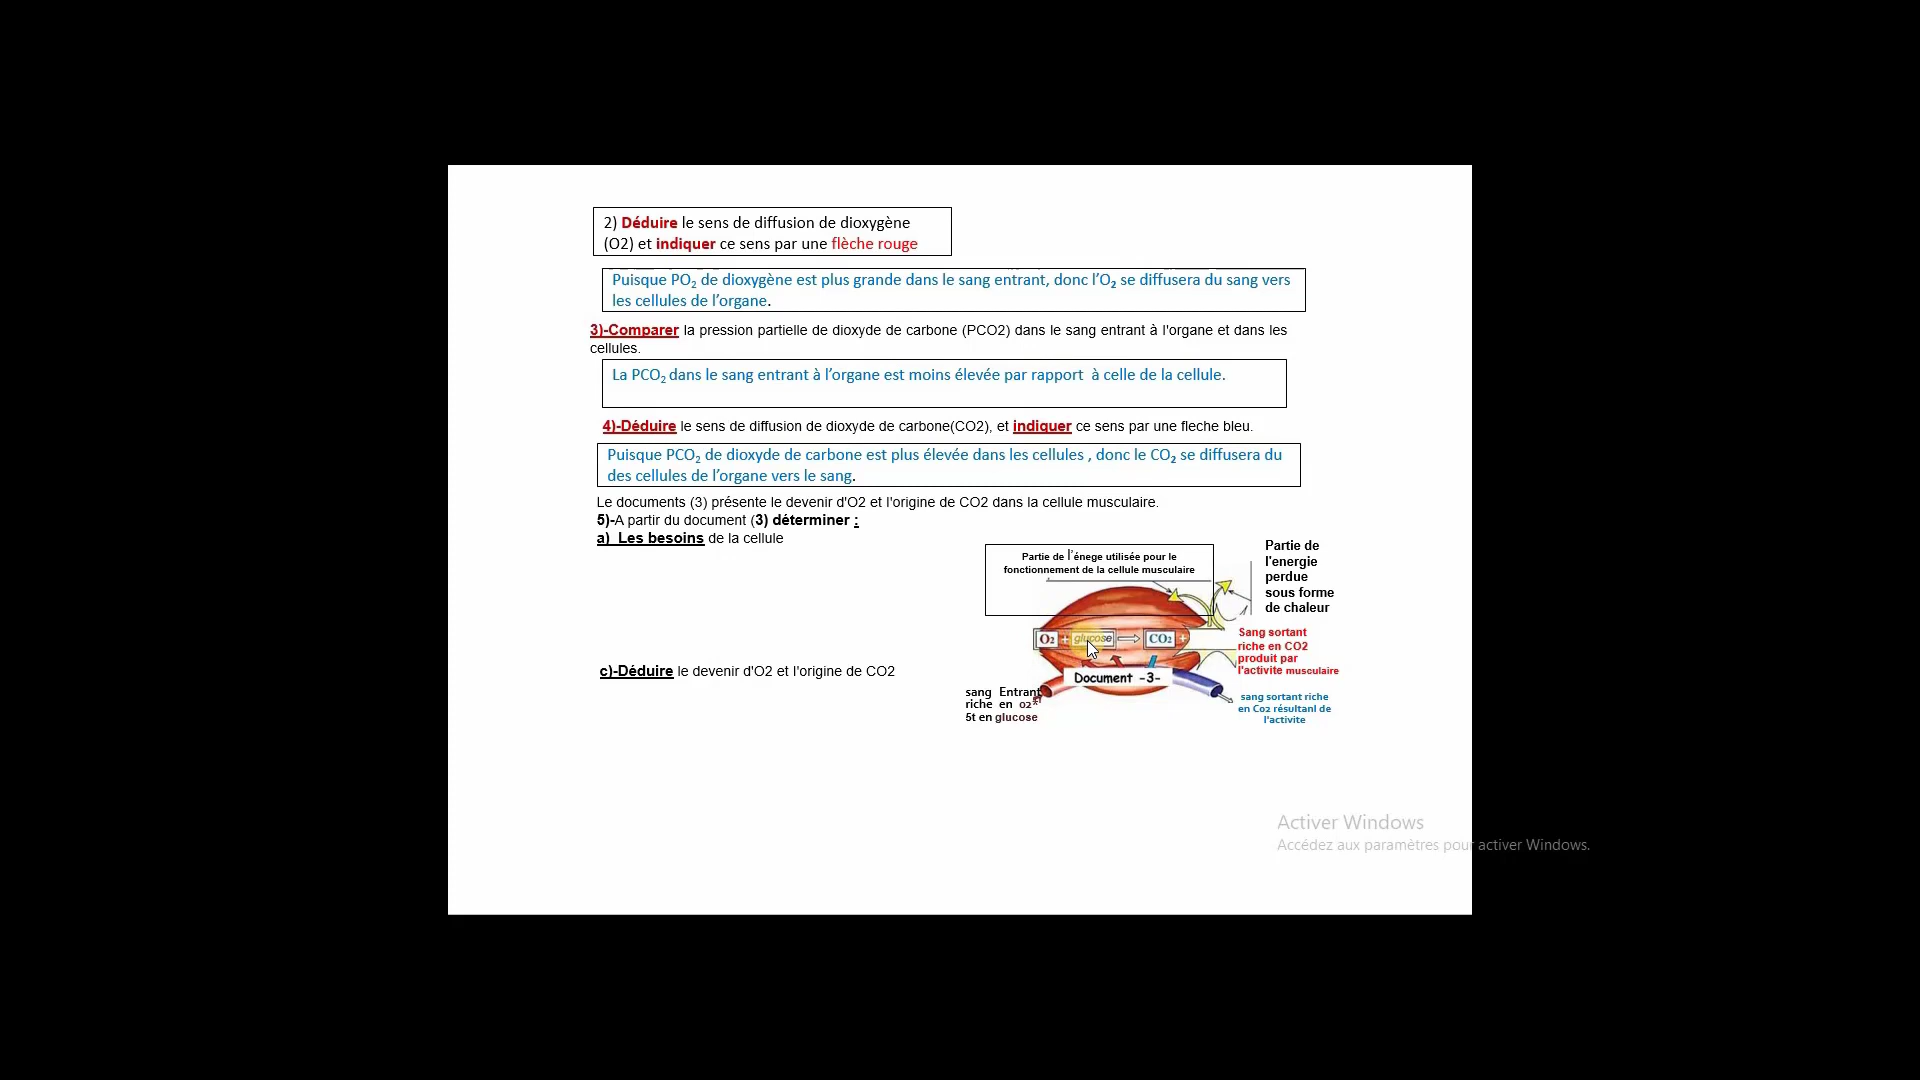 2) Déduire le sens de diffusion de dioxygène
(O2) et indiquer ce sens par une flèche rouge
Puisque PO₂ de dioxygène est plus grande dans le sang entrant, donc l’O₂ se diffusera du sang vers
les cellules de l’organe.
3)-Comparer la pression partielle de dioxyde de carbone (PCO2) dans le sang entrant à l'organe et dans les
cellules.
La PCO₂ dans le sang entrant à l’organe est moins élevée par rapport à celle de la cellule.
4)-Déduire le sens de diffusion de dioxyde de carbone(CO2), et indiquer ce sens par une fleche bleu.
Puisque PCO₂ de dioxyde de carbone est plus élevée dans les cellules , donc le CO₂ se diffusera du
des cellules de l’organe vers le sang.
Le documents (3) présente le devenir d'O2 et l'origine de CO2 dans la cellule musculaire.
5)-A partir du document (3) déterminer :
a) Les besoins de la cellule
Partie de l’énege utilisée pour le
fonctionnement de la cellule musculaire
Partie de
l'energie
perdue
sous forme
de chaleur
O₂ + glucose ⇒ CO₂ +
Sang sortant
riche en CO2
produit par
l'activite musculaire
c)-Déduire le devenir d'O2 et l'origine de CO2
Document -3-
sang Entrant
riche en o2
5t en glucose
sang sortant riche
en Co2 résultanl de
l'activite
Activer Windows
Accédez aux paramètres pour activer Windows.